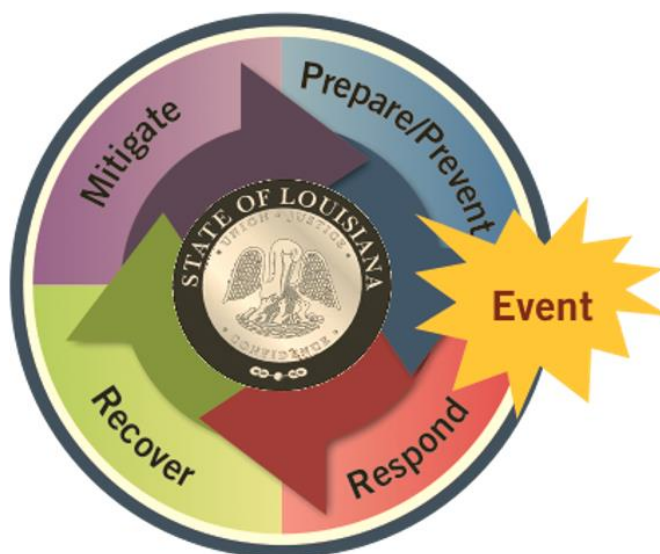 Mitigate
Prepare/Prevent
STATE OF LOUISIANA
UNION · JUSTICE
CONFIDENCE
Event
Recover
Respond